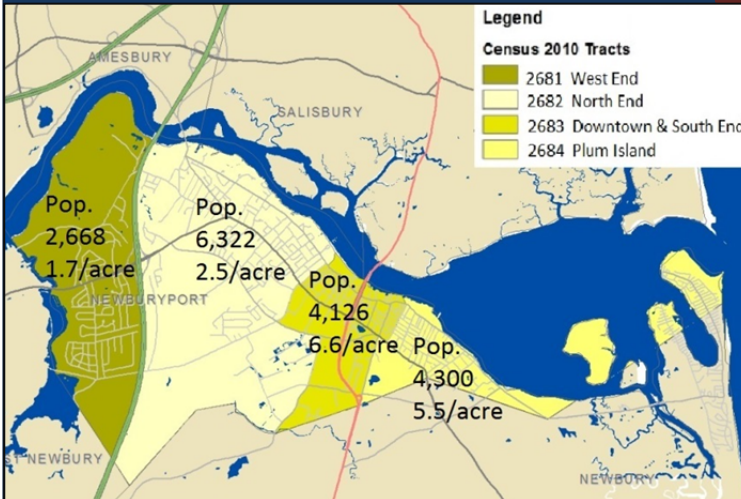 Legend
Census 2010 Tracts
2681 West End
2682 North End
2683 Downtown & South End
2684 Plum Island
AMESBURY
SALISBURY
Pop.
2,668
1.7/acre
Pop.
6,322
2.5/acre
NEWBURYPORT
Pop.
4,126
6.6/acre
Pop.
4,300
5.5/acre
ST NEWBURY
NEWBURY